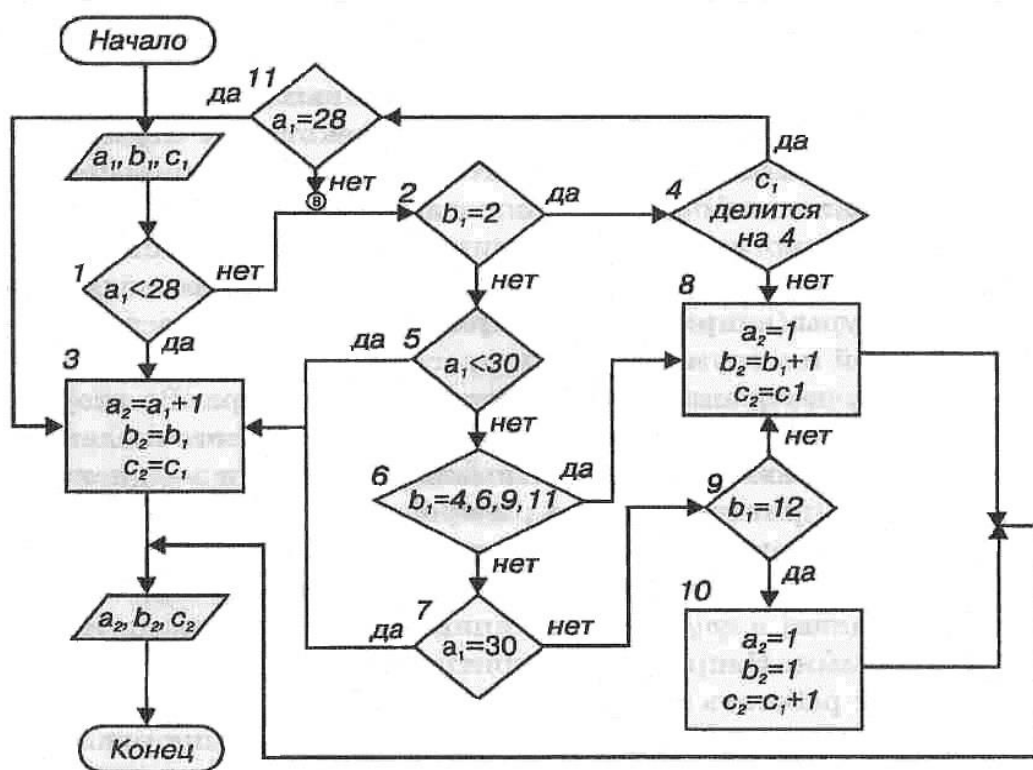 Начало
11
да
a₁=28
a₁, b₁, c₁
нет
в
2
b₁=2
да
4
да
c₁
делится
на 4
1
a₁<28
нет
нет
нет
8
да
3
a₂=a₁+1
b₂=b₁
c₂=c₁
да
5
a₁<30
a₂=1
b₂=b₁+1
c₂=c1
нет
нет
6
b₁=4,6,9,11
да
9
b₁=12
нет
да
a₂, b₂, c₂
да
7
a₁=30
нет
10
a₂=1
b₂=1
c₂=c₁+1
Конец